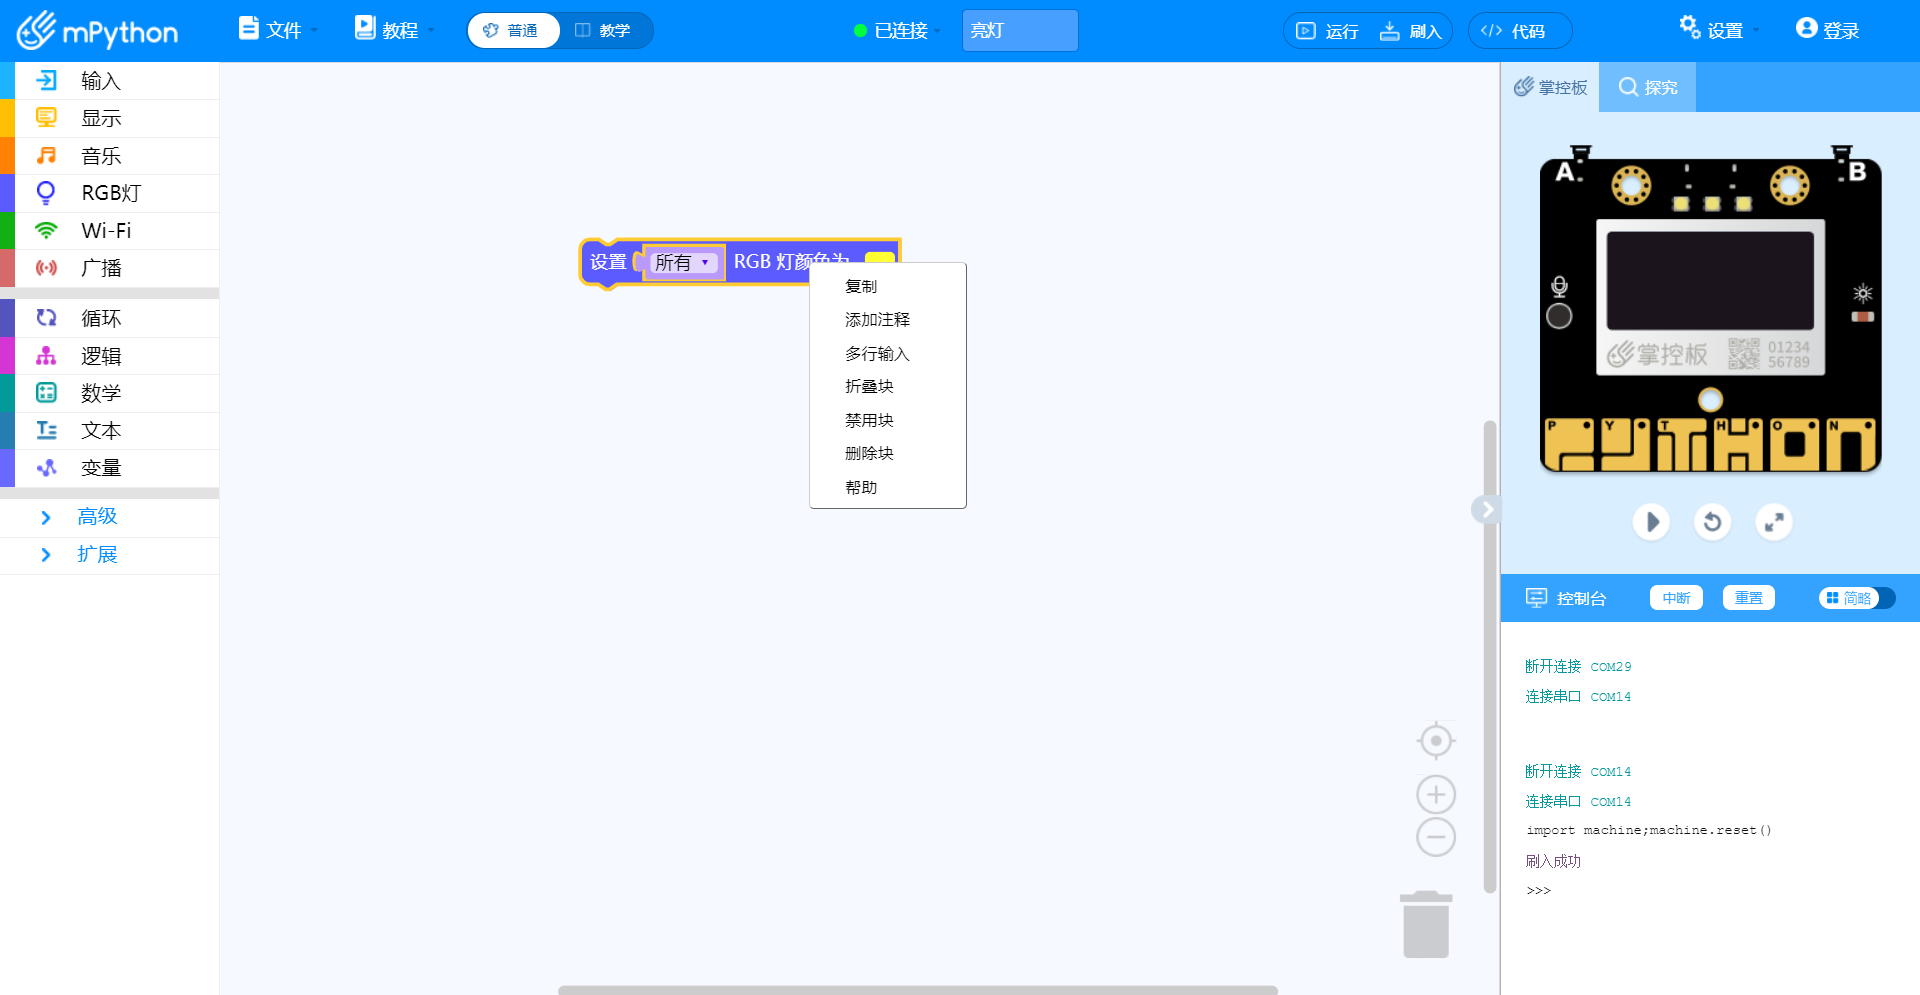 mPython 文件 教程 普通 教学 已连接 亮灯 运行 刷入 代码 设置 登录
输入
显示
音乐
RGB灯
Wi-Fi
广播
循环
逻辑
数学
文本
变量
高级
扩展
设置 所有 RGB 灯颜色为
复制
添加注释
多行输入
折叠块
禁用块
删除块
帮助
掌控板 探究
A B
掌控板 01234
56789
P Y T H O N
控制台 中断 重置 简略
断开连接 COM29
连接串口 COM14
断开连接 COM14
连接串口 COM14
import machine;machine.reset()
刷入成功
>>>